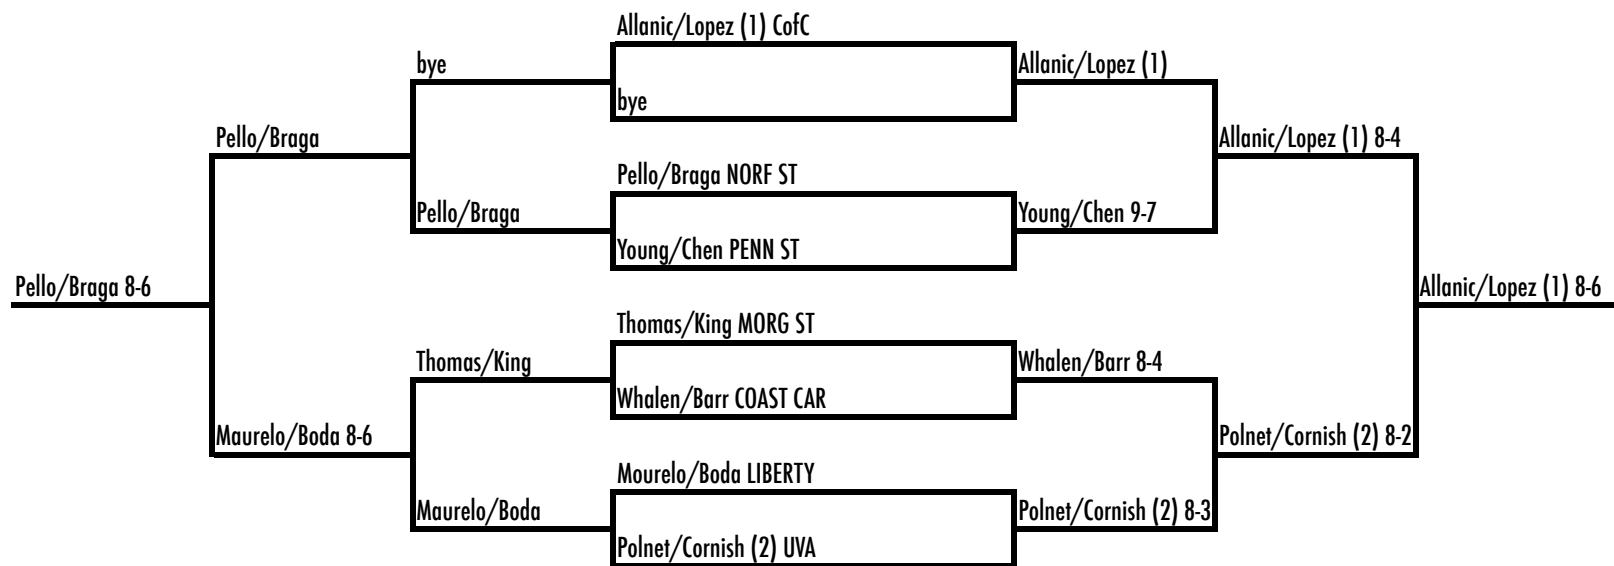 Allanic/Lopez (1) CofC
bye
Allanic/Lopez (1)
bye
Pello/Braga
Allanic/Lopez (1) 8-4
Pello/Braga NORF ST
Pello/Braga
Young/Chen 9-7
Young/Chen PENN ST
Pello/Braga 8-6
Allanic/Lopez (1) 8-6
Thomas/King MORG ST
Thomas/King
Whalen/Barr 8-4
Whalen/Barr COAST CAR
Maurelo/Boda 8-6
Polnet/Cornish (2) 8-2
Mourelo/Boda LIBERTY
Maurelo/Boda
Polnet/Cornish (2) 8-3
Polnet/Cornish (2) UVA